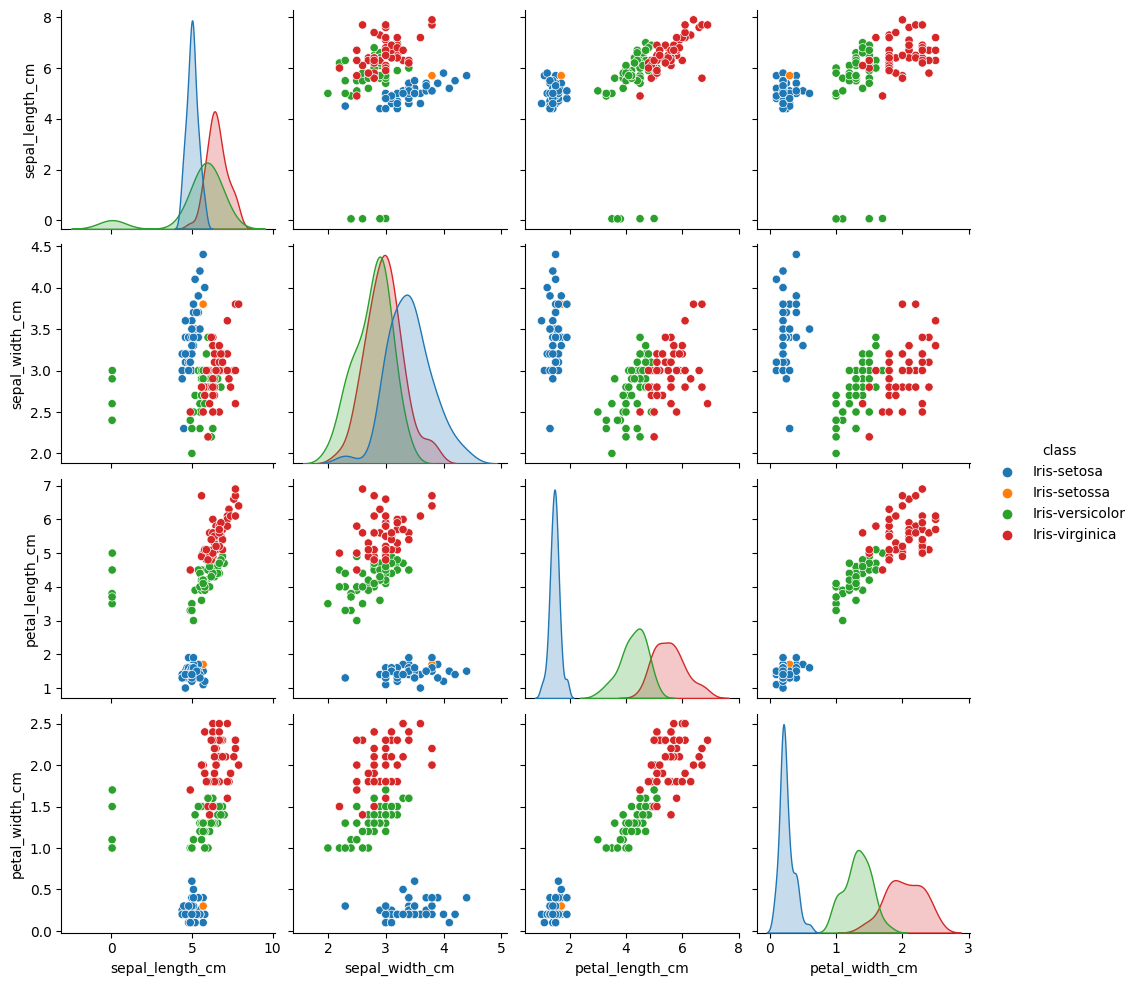 8
6
4
2
0
sepal_length_cm
4.5
4.0
3.5
3.0
2.5
2.0
sepal_width_cm
class
Iris-setosa
Iris-setossa
Iris-versicolor
Iris-virginica
7
6
5
4
3
2
1
petal_length_cm
2.5
2.0
1.5
1.0
0.5
0.0
petal_width_cm
0 5 10 2 3 4 5 2 4 6 8 0 1 2 3
sepal_length_cm sepal_width_cm petal_length_cm petal_width_cm